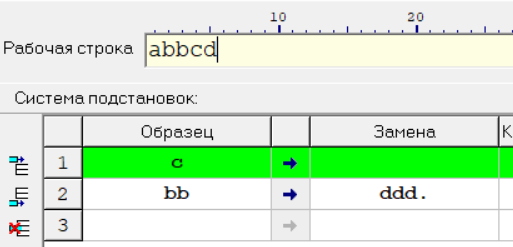 10 20
Рабочая строка abbcd
Система подстановок:
Образец Замена К
1 c →
2 bb → ddd.
3 →